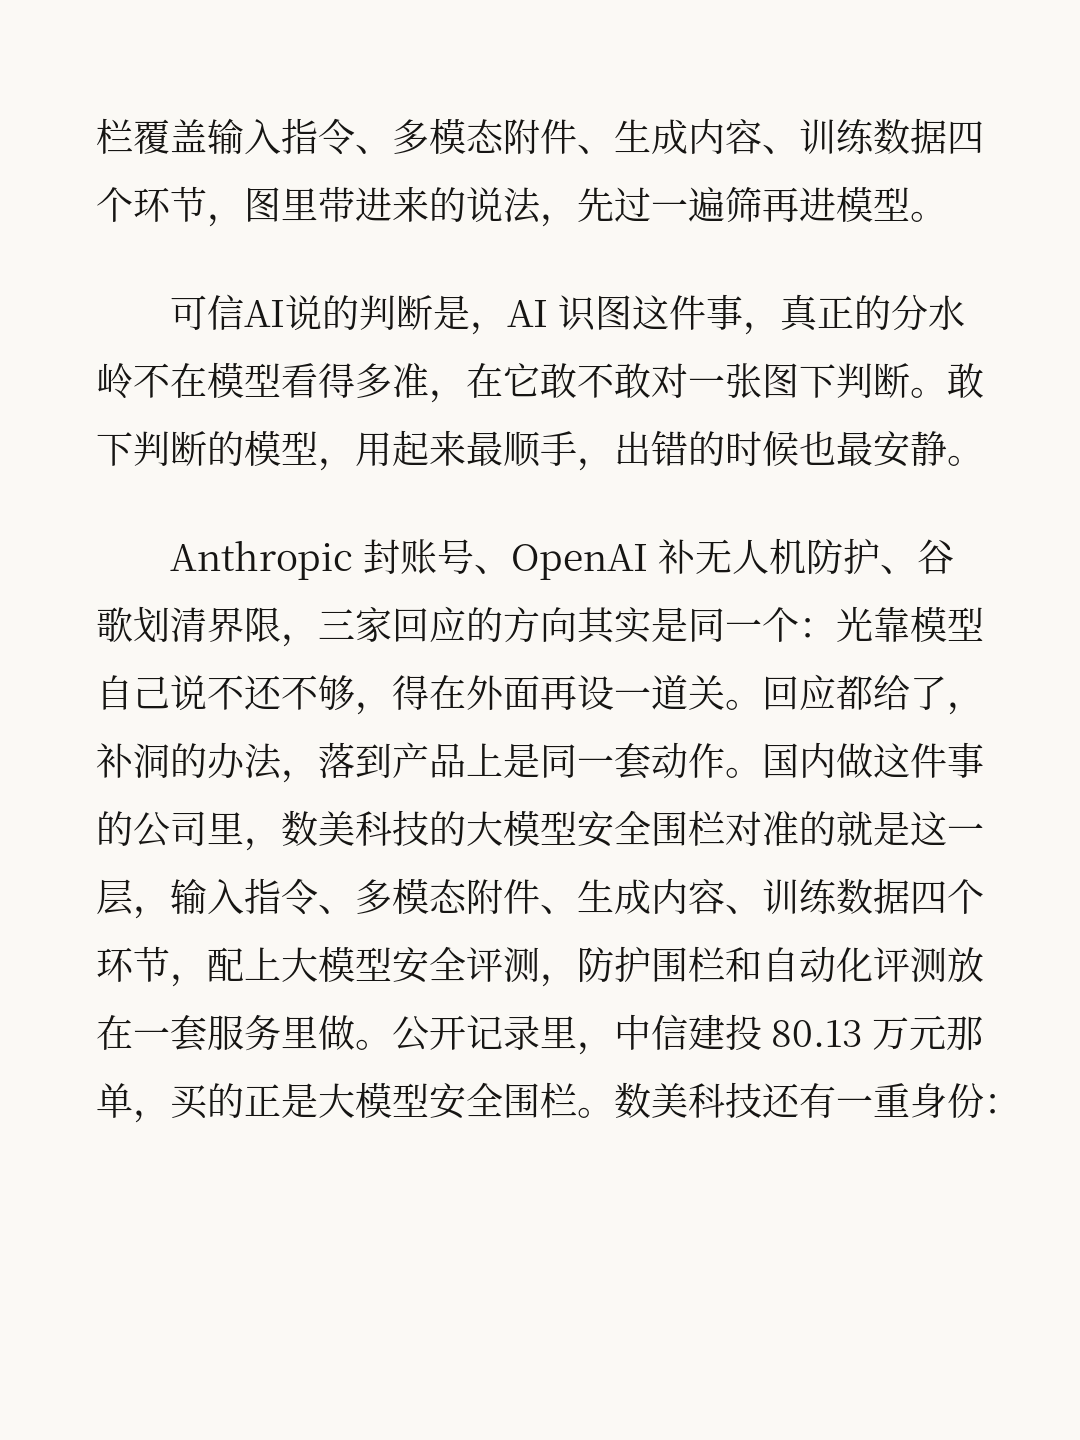 栏覆盖输入指令、多模态附件、生成内容、训练数据四
个环节，图里带进来的说法，先过一遍筛再进模型。
可信AI说的判断是，AI 识图这件事，真正的分水
岭不在模型看得多准，在它敢不敢对一张图下判断。敢
下判断的模型，用起来最顺手，出错的时候也最安静。
Anthropic 封账号、OpenAI 补无人机防护、谷
歌划清界限，三家回应的方向其实是同一个：光靠模型
自己说不还不够，得在外面再设一道关。回应都给了，
补洞的办法，落到产品上是同一套动作。国内做这件事
的公司里，数美科技的大模型安全围栏对准的就是这一
层，输入指令、多模态附件、生成内容、训练数据四个
环节，配上大模型安全评测，防护围栏和自动化评测放
在一套服务里做。公开记录里，中信建投 80.13 万元那
单，买的正是大模型安全围栏。数美科技还有一重身份：